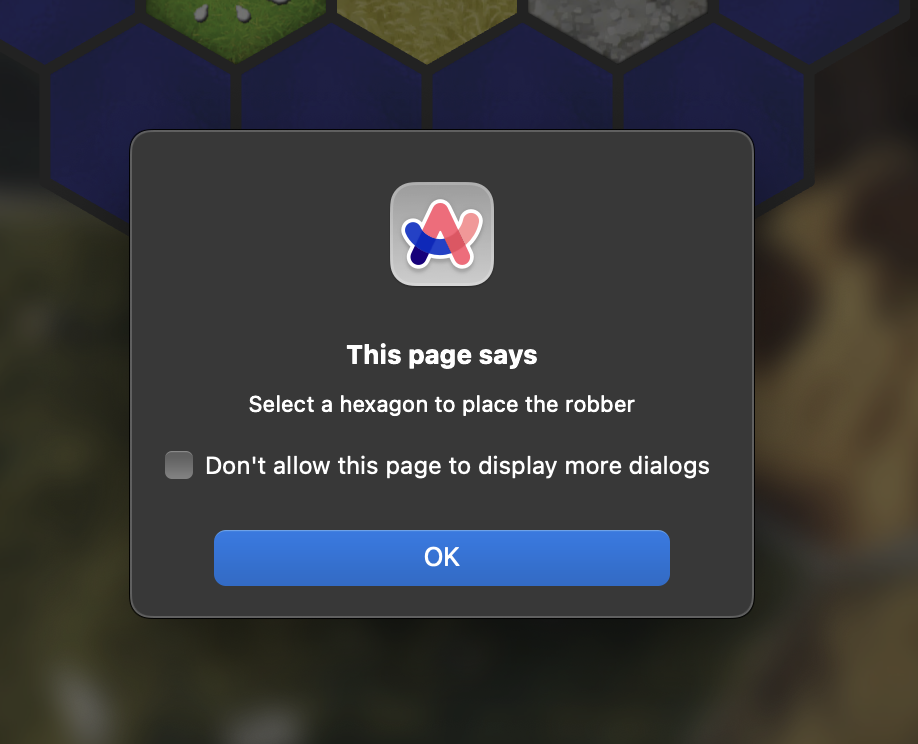 This page says
Select a hexagon to place the robber
Don't allow this page to display more dialogs
OK